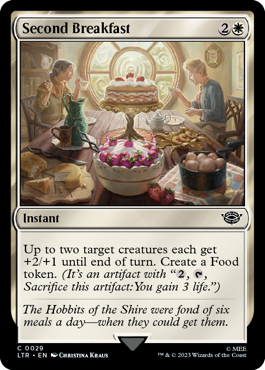 Second Breakfast 2
Instant
Up to two target creatures each get
+2/+1 until end of turn. Create a Food
token. (It's an artifact with "2, ,
Sacrifice this artifact:You gain 3 life.")
The Hobbits of the Shire were fond of six
meals a day—when they could get them.
C 0029
LTR • EN CHRISTINA KRAUS
© MEE
™ & © 2023 Wizards of the Coast